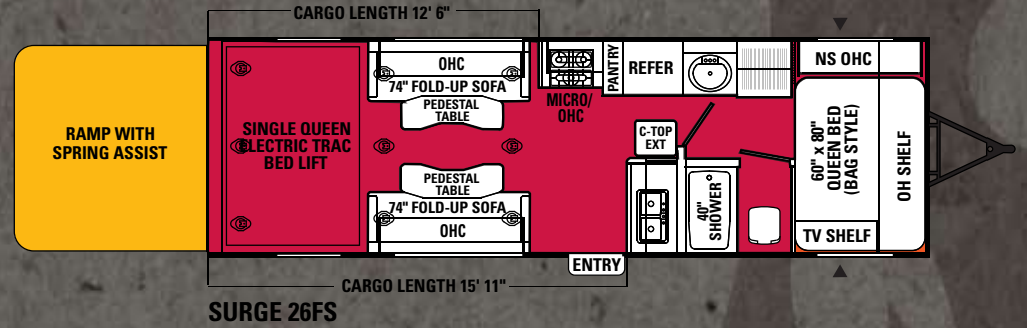 CARGO LENGTH 12' 6"
RAMP WITH
SPRING ASSIST
SINGLE QUEEN
ELECTRIC TRAC
BED LIFT
OHC
74" FOLD-UP SOFA
PEDESTAL
TABLE
PEDESTAL
TABLE
74" FOLD-UP SOFA
OHC
MICRO/
OHC
PANTRY
REFER
C-TOP
EXT
40"
SHOWER
NS OHC
60" x 80"
QUEEN BED
(BAG STYLE)
OH SHELF
TV SHELF
ENTRY
CARGO LENGTH 15' 11"
SURGE 26FS